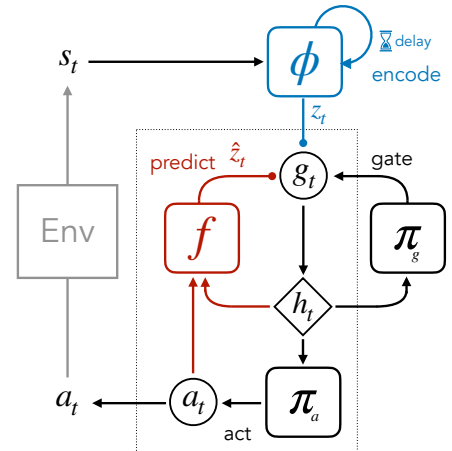 s_t
ϕ
⌛ delay
encode
z_t
predict
ẑ_t
g_t
gate
Env
f
π_g
h_t
a_t
a_t
π_a
act